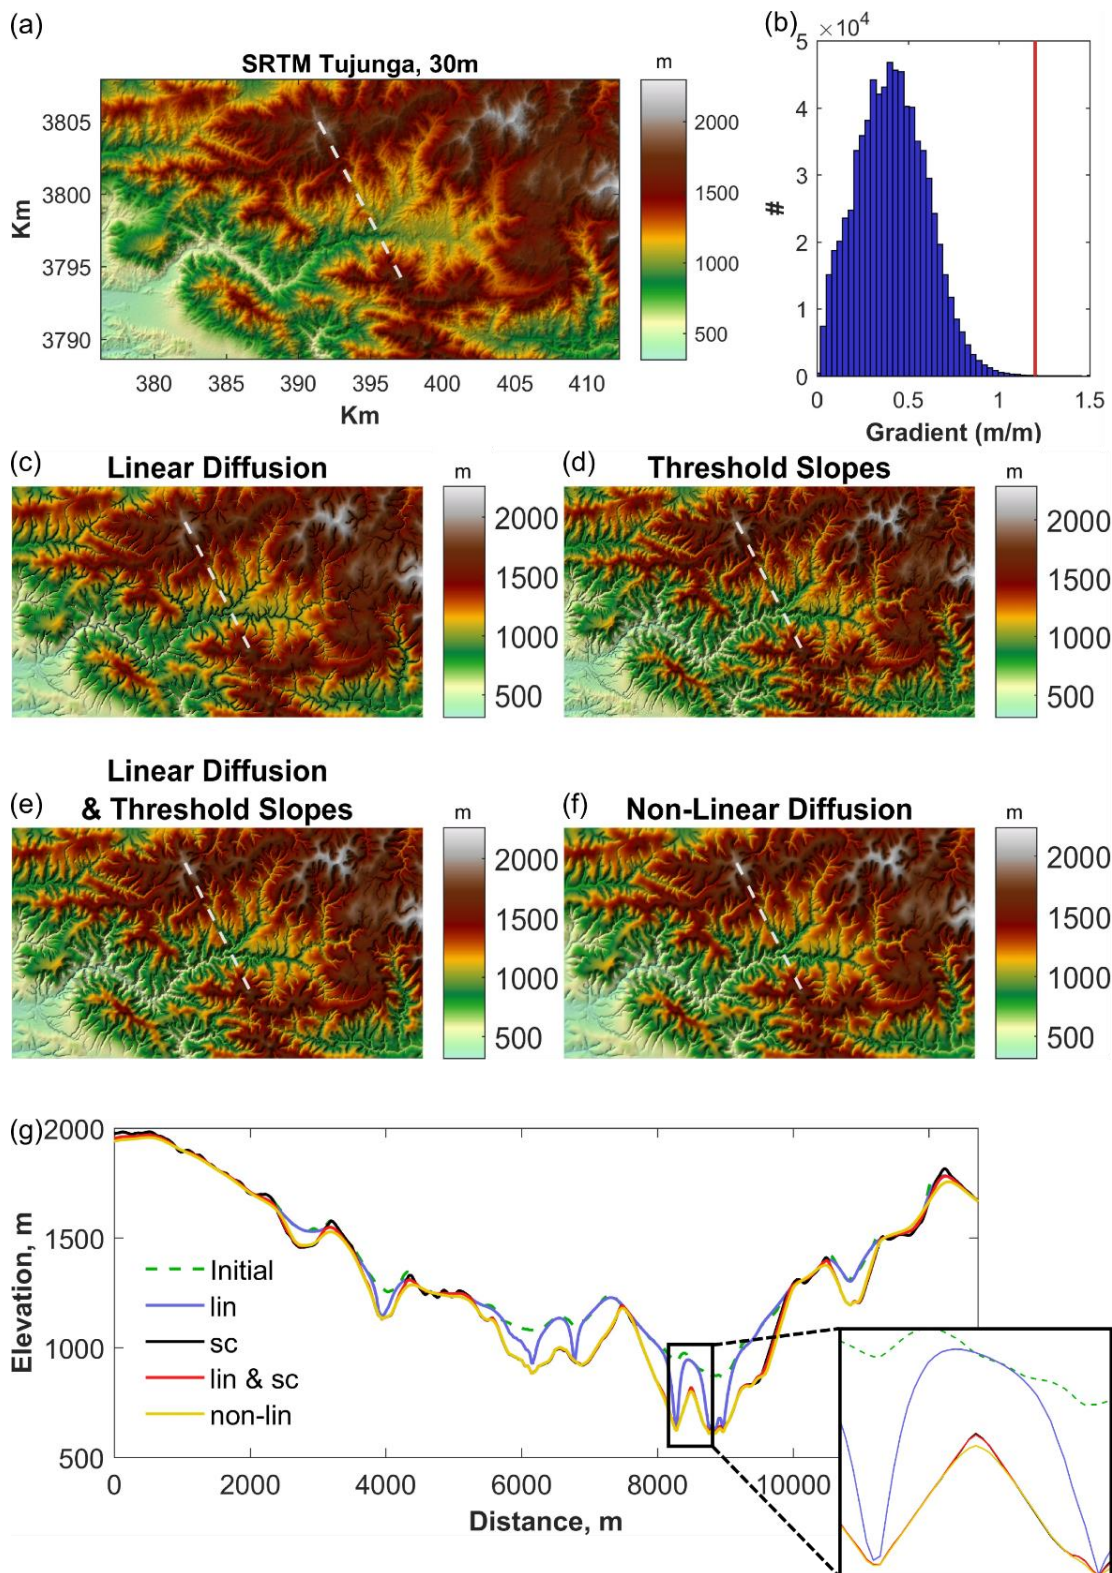 (a)
SRTM Tujunga, 30m
m
3805
3800
3795
3790
Km
380 385 390 395 400 405 410
Km
2000
1500
1000
500
(b)
×10⁴
5
4
3
2
1
0
#
0 0.5 1 1.5
Gradient (m/m)
(c) Linear Diffusion
m
2000
1500
1000
500
(d) Threshold Slopes
m
2000
1500
1000
500
(e) Linear Diffusion
& Threshold Slopes
m
2000
1500
1000
500
(f) Non-Linear Diffusion
m
2000
1500
1000
500
(g)
2000
1500
1000
500
Elevation, m
Initial
lin
sc
lin & sc
non-lin
0 2000 4000 6000 8000 10000
Distance, m